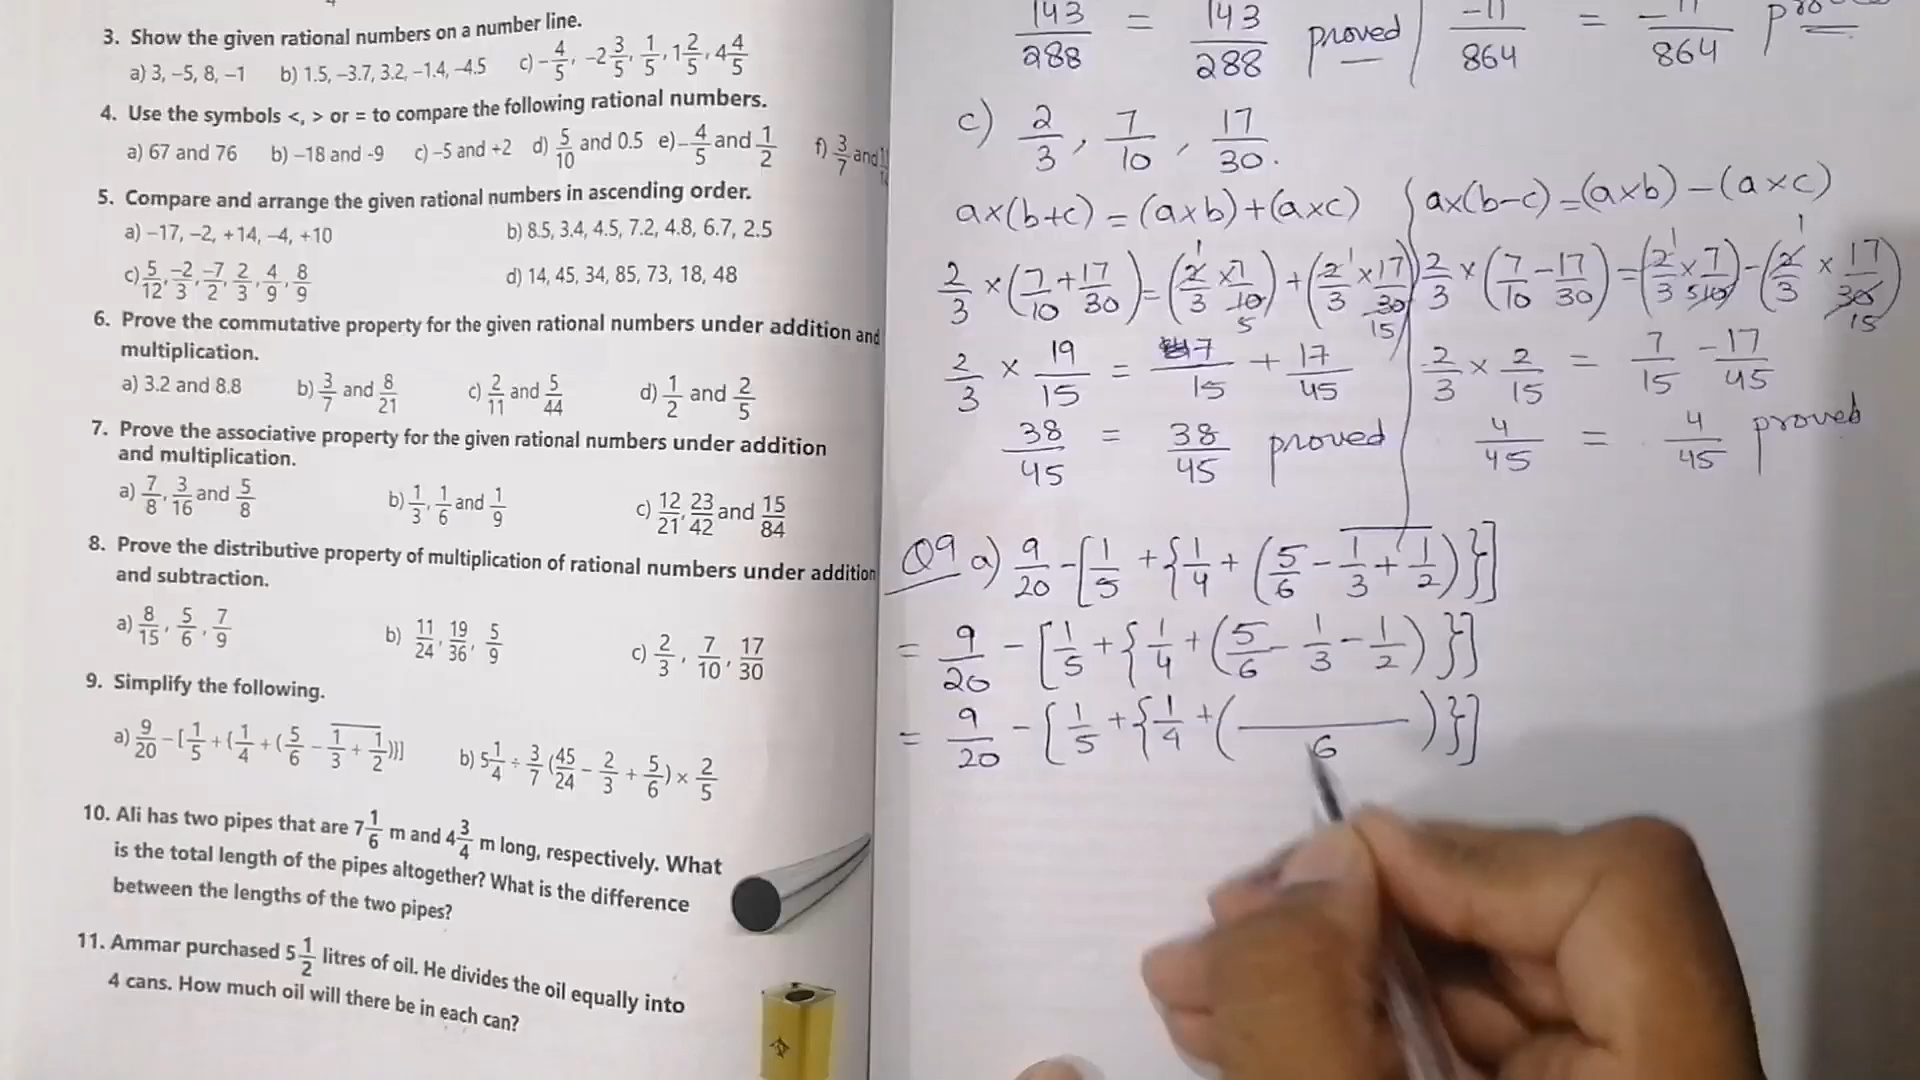 3. Show the given rational numbers on a number line.
a) 3, –5, 8, –1 b) 1.5, –3.7, 3.2, –1.4, –4.5 c) –4/5, –2 3/5, 1/5, 1 2/5, 4 4/5
4. Use the symbols <, > or = to compare the following rational numbers.
a) 67 and 76 b) –18 and -9 c) –5 and +2 d) 5/10 and 0.5 e) –4/5 and 1/2 f) 3/7 and
5. Compare and arrange the given rational numbers in ascending order.
a) –17, –2, +14, –4, +10 b) 8.5, 3.4, 4.5, 7.2, 4.8, 6.7, 2.5
c) 5/12, –2/3, –7/2, 2/3, 4/9, 8/9 d) 14, 45, 34, 85, 73, 18, 48
6. Prove the commutative property for the given rational numbers under addition and
multiplication.
a) 3.2 and 8.8 b) 3/7 and 8/21 c) 2/11 and 5/44 d) 1/2 and 2/5
7. Prove the associative property for the given rational numbers under addition
and multiplication.
a) 7/8, 3/16 and 5/8 b) 1/3, 1/6 and 1/9 c) 12/21, 23/42 and 15/84
8. Prove the distributive property of multiplication of rational numbers under addition
and subtraction.
a) 8/15, 5/6, 7/9 b) 11/24, 19/36, 5/9 c) 2/3, 7/10, 17/30
9. Simplify the following.
a) 9/20 – [1/5 + {1/4 + (5/6 – 1/3 + 1/2)}] b) 5 1/4 ÷ 3/7 (45/24 – 2/3 + 5/6) × 2/5
10. Ali has two pipes that are 7 1/6 m and 4 3/4 m long, respectively. What
is the total length of the pipes altogether? What is the difference
between the lengths of the two pipes?
11. Ammar purchased 5 1/2 litres of oil. He divides the oil equally into
4 cans. How much oil will there be in each can?
143/288 = 143/288 proved -11/864 = -11/864
c) 2/3, 7/10, 17/30.
a×(b+c) = (a×b)+(a×c) a×(b-c) = (a×b) - (a×c)
2/3 × (7/10 + 17/30) = (2/3 × 7/10) + (2/3 × 17/30) 2/3 × (7/10 - 17/30) = (2/3 × 7/10) - (2/3 × 17/30)
2/3 × 19/15 = 7/15 + 17/45 2/3 × 2/15 = 7/15 - 17/45
38/45 = 38/45 proved 4/45 = 4/45 proved
Q9 a) 9/20 - [1/5 + {1/4 + (5/6 - 1/3 + 1/2)}]
= 9/20 - [1/5 + {1/4 + (5/6 - 1/3 - 1/2)}]
= 9/20 - [1/5 + {1/4 + ( /6)}]